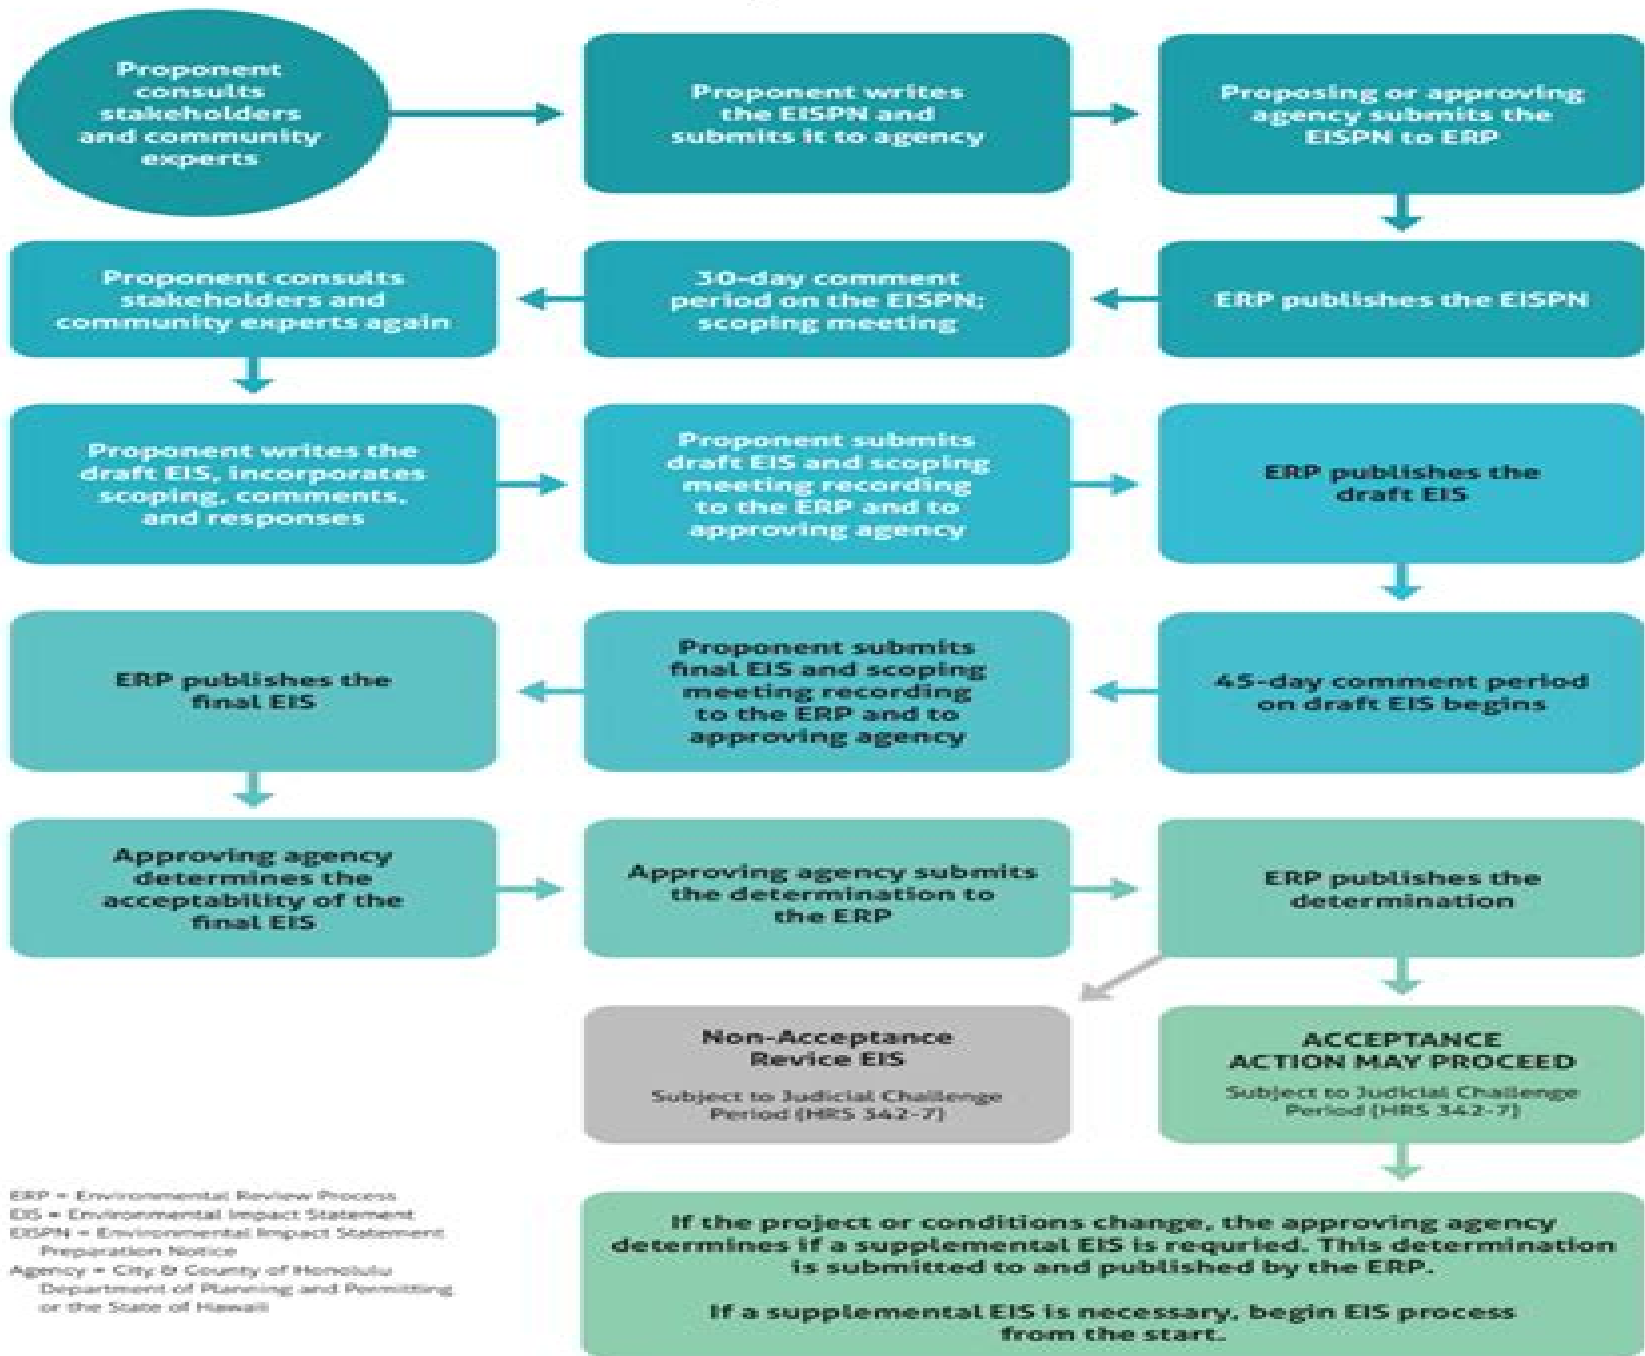 Proponent
consults
stakeholders
and community
experts
Proponent writes
the EISPN and
submits it to agency
Proposing or approving
agency submits the
EISPN to ERP
ERP publishes the EISPN
30-day comment
period on the EISPN;
scoping meeting
Proponent consults
stakeholders and
community experts again
Proponent writes the
draft EIS, incorporates
scoping, comments,
and responses
Proponent submits
draft EIS and scoping
meeting recording
to the ERP and to
approving agency
ERP publishes the
draft EIS
45-day comment period
on draft EIS begins
Proponent submits
final EIS and scoping
meeting recording
to the ERP and to
approving agency
ERP publishes the
final EIS
Approving agency
determines the
acceptability of the
final EIS
Approving agency submits
the determination to
the ERP
ERP publishes the
determination
Non-Acceptance
Revice EIS
Subject to Judicial Challenge
Period (HRS 342-7)
ACCEPTANCE
ACTION MAY PROCEED
Subject to Judicial Challenge
Period (HRS 342-7)
If the project or conditions change, the approving agency
determines if a supplemental EIS is requried. This determination
is submitted to and published by the ERP.
If a supplemental EIS is necessary, begin EIS process
from the start.
ERP = Environmental Review Process
EIS = Environmental Impact Statement
EISPN = Environmental Impact Statement
Preparation Notice
Agency = City & County of Honolulu
Department of Planning and Permitting
or the State of Hawaii